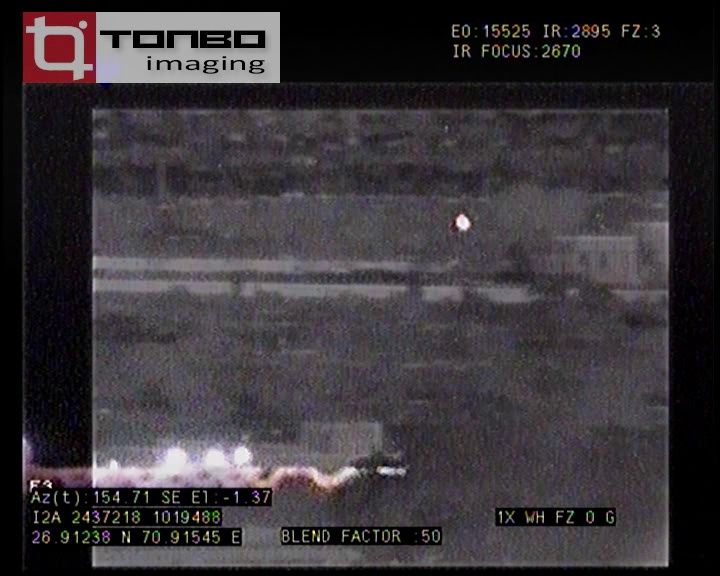 TONBO
imaging
EO:15525 IR:2895 FZ:3
IR FOCUS:2670
Az(t):154.71 SE El:-1.37
I2A 2437218 1019488
26.91238 N 70.91545 E
BLEND FACTOR :50
1X WH FZ O G